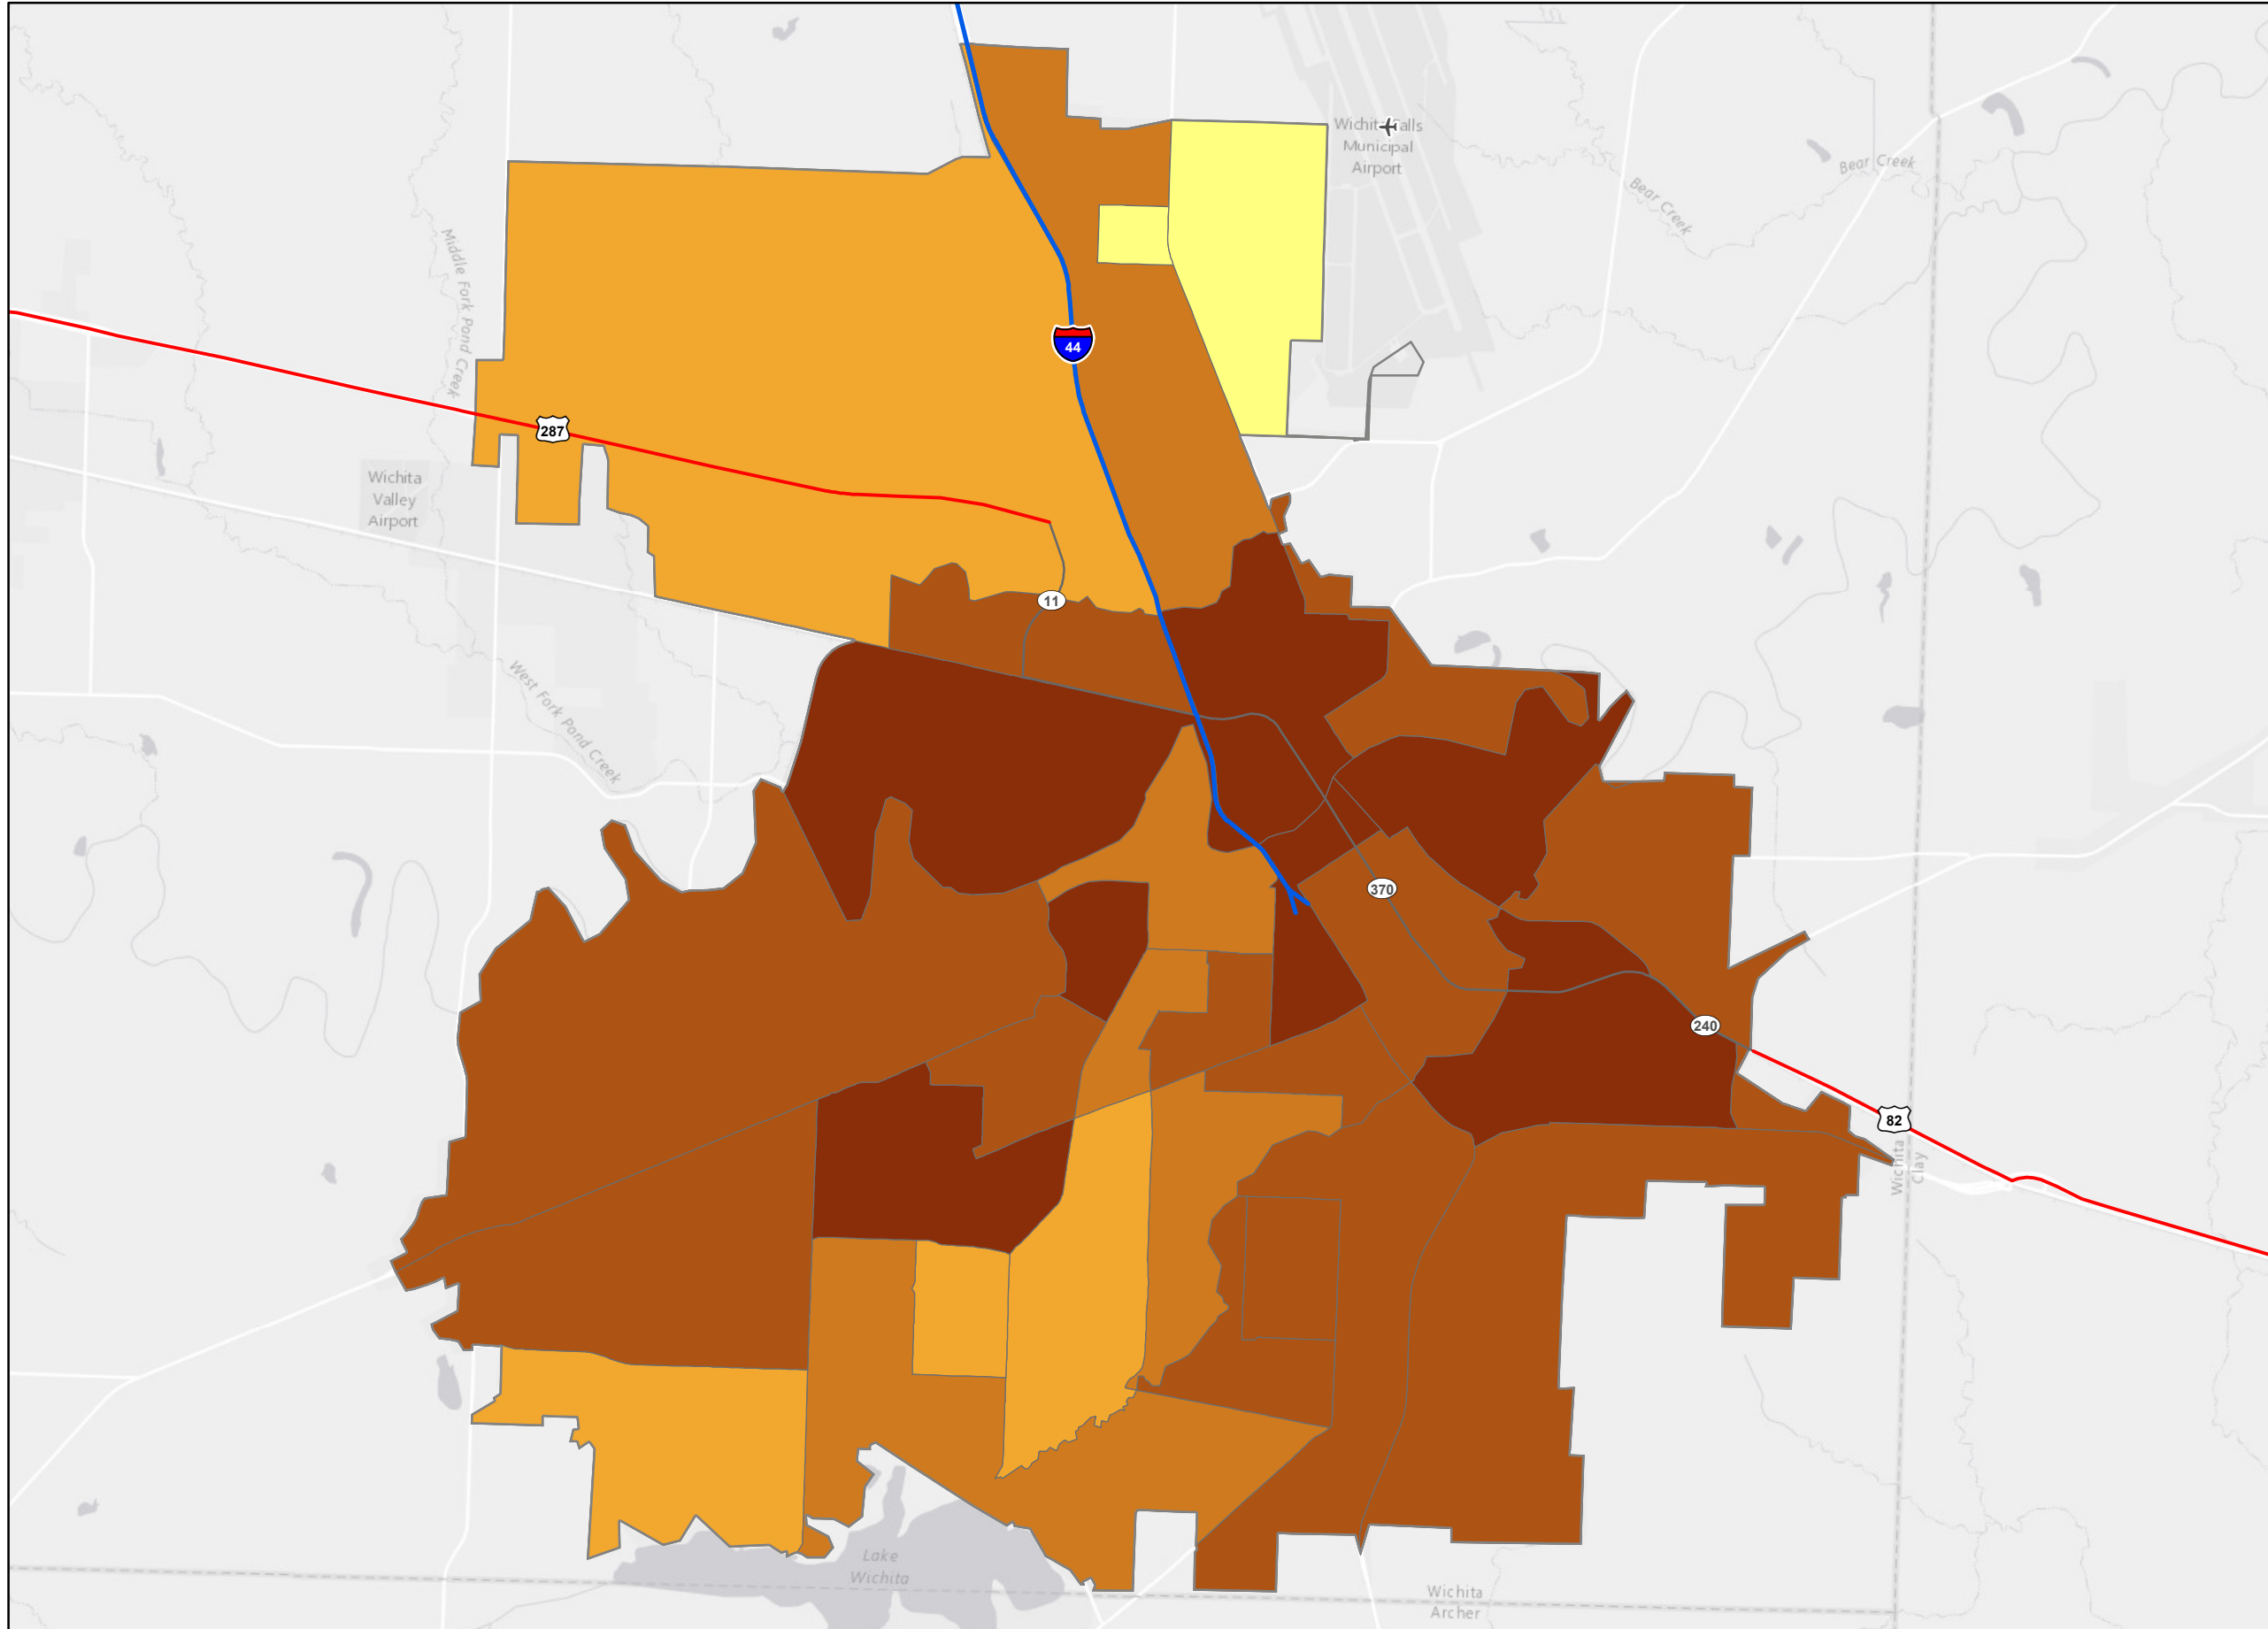 Wichita Falls
Municipal
Airport
Bear Creek
Bear Creek
Middle Fork Pond Creek
44
287
Wichita
Valley
Airport
11
West Fork Pond Creek
370
240
82
Wichita
Clay
Lake
Wichita
Wichita
Archer